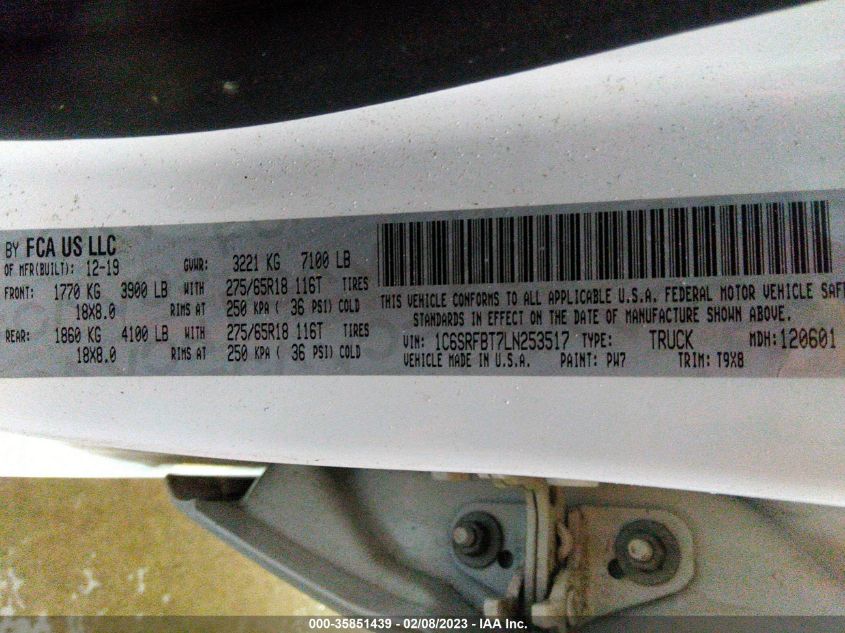 BY FCA US LLC
OF MFR(BUILT): 12-19 GVWR: 3221 KG 7100 LB
FRONT: 1770 KG 3900 LB WITH 275/65R18 116T TIRES
18X8.0 RIMS AT 250 KPA ( 36 PSI) COLD
REAR: 1860 KG 4100 LB WITH 275/65R18 116T TIRES
18X8.0 RIMS AT 250 KPA ( 36 PSI) COLD
THIS VEHICLE CONFORMS TO ALL APPLICABLE U.S.A. FEDERAL MOTOR VEHICLE SAF
STANDARDS IN EFFECT ON THE DATE OF MANUFACTURE SHOWN ABOVE.
VIN: 1C6SRFBT7LN253517 TYPE: TRUCK MDH:120601
VEHICLE MADE IN U.S.A. PAINT: PW7 TRIM: T9X8
000-35851439 - 02/08/2023 - IAA Inc.